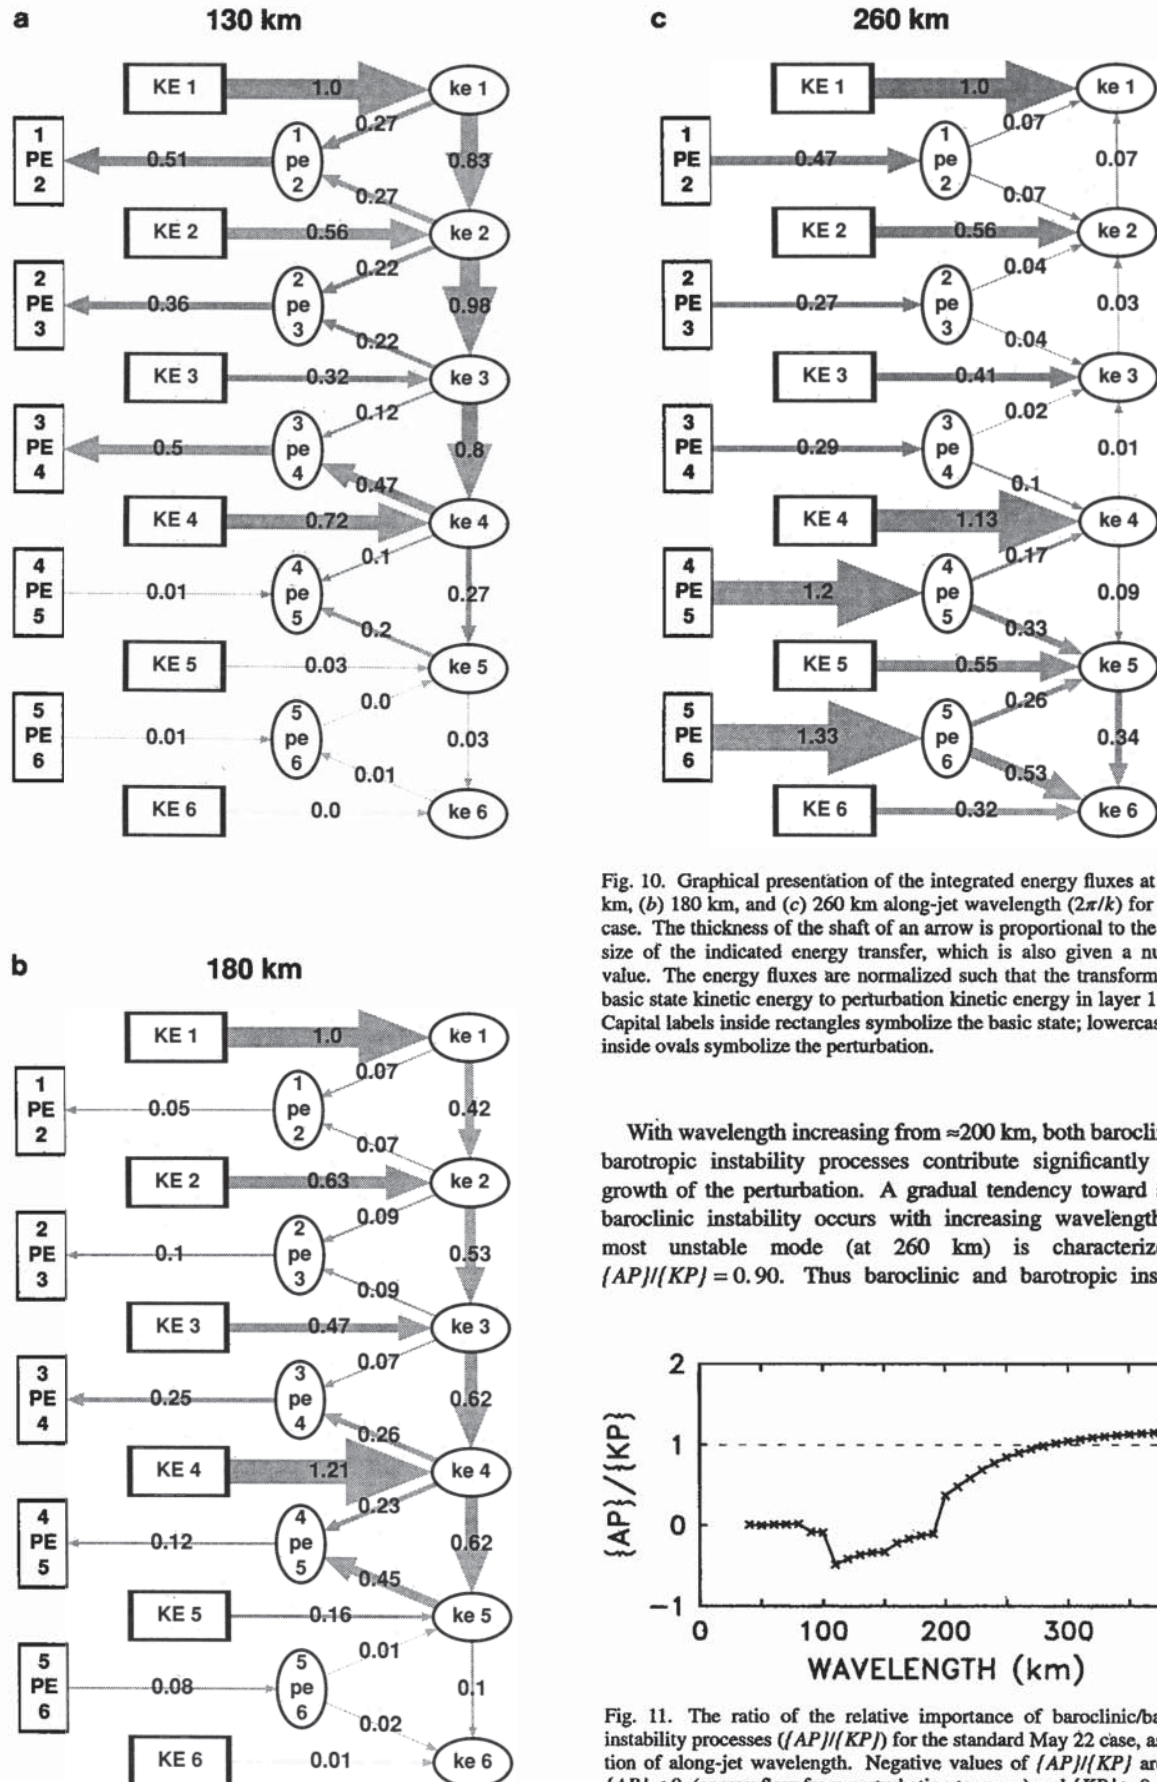 a
130 km
KE 1
1.0
ke 1
0.27
1
PE
2
0.51
1
pe
2
0.83
0.27
KE 2
0.56
ke 2
0.22
2
PE
3
0.36
2
pe
3
0.98
0.22
KE 3
0.32
ke 3
0.12
3
PE
4
0.5
3
pe
4
0.8
0.47
KE 4
0.72
ke 4
0.1
4
PE
5
0.01
4
pe
5
0.27
0.2
KE 5
0.03
ke 5
0.0
5
PE
6
0.01
5
pe
6
0.03
0.01
KE 6
0.0
ke 6
b
180 km
KE 1
1.0
ke 1
0.07
1
PE
2
0.05
1
pe
2
0.42
0.07
KE 2
0.63
ke 2
0.09
2
PE
3
0.1
2
pe
3
0.53
0.09
KE 3
0.47
ke 3
0.07
3
PE
4
0.25
3
pe
4
0.62
0.26
KE 4
1.21
ke 4
0.23
4
PE
5
0.12
4
pe
5
0.62
0.45
KE 5
0.16
ke 5
0.01
5
PE
6
0.08
5
pe
6
0.1
0.02
KE 6
0.01
ke 6
c
260 km
KE 1
1.0
ke 1
0.07
1
PE
2
0.47
1
pe
2
0.07
0.07
KE 2
0.56
ke 2
0.04
2
PE
3
0.27
2
pe
3
0.03
0.04
KE 3
0.41
ke 3
0.02
3
PE
4
0.29
3
pe
4
0.01
0.1
KE 4
1.13
ke 4
0.17
4
PE
5
1.2
4
pe
5
0.09
0.33
KE 5
0.55
ke 5
0.26
5
PE
6
1.33
5
pe
6
0.34
0.53
KE 6
0.32
ke 6
Fig. 10. Graphical presentation of the integrated energy fluxes at
km, (b) 180 km, and (c) 260 km along-jet wavelength (2π/k) for
case. The thickness of the shaft of an arrow is proportional to the
size of the indicated energy transfer, which is also given a nu
value. The energy fluxes are normalized such that the transform
basic state kinetic energy to perturbation kinetic energy in layer 1
Capital labels inside rectangles symbolize the basic state; lowercas
inside ovals symbolize the perturbation.
With wavelength increasing from ≈200 km, both baroclin
barotropic instability processes contribute significantly
growth of the perturbation. A gradual tendency toward
baroclinic instability occurs with increasing wavelength
most unstable mode (at 260 km) is characterize
{AP}/{KP} = 0.90. Thus baroclinic and barotropic inst
{AP}/{KP}
2
1
0
−1
0 100 200 300
WAVELENGTH (km)
Fig. 11. The ratio of the relative importance of baroclinic/ba
instability processes ({AP}/{KP}) for the standard May 22 case, as
tion of along-jet wavelength. Negative values of {AP}/{KP} are